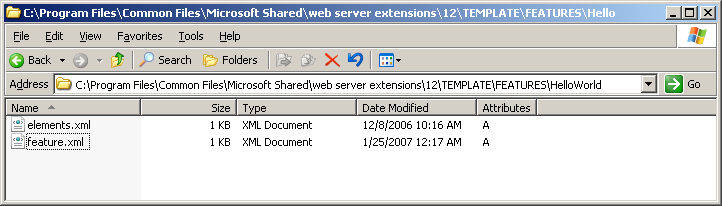 C:\Program Files\Common Files\Microsoft Shared\web server extensions\12\TEMPLATE\FEATURES\Hello
File Edit View Favorites Tools Help
Back Search Folders
Address C:\Program Files\Common Files\Microsoft Shared\web server extensions\12\TEMPLATE\FEATURES\HelloWorld Go
Name Size Type Date Modified Attributes
elements.xml 1 KB XML Document 12/8/2006 10:16 AM A
feature.xml 1 KB XML Document 1/25/2007 12:17 AM A